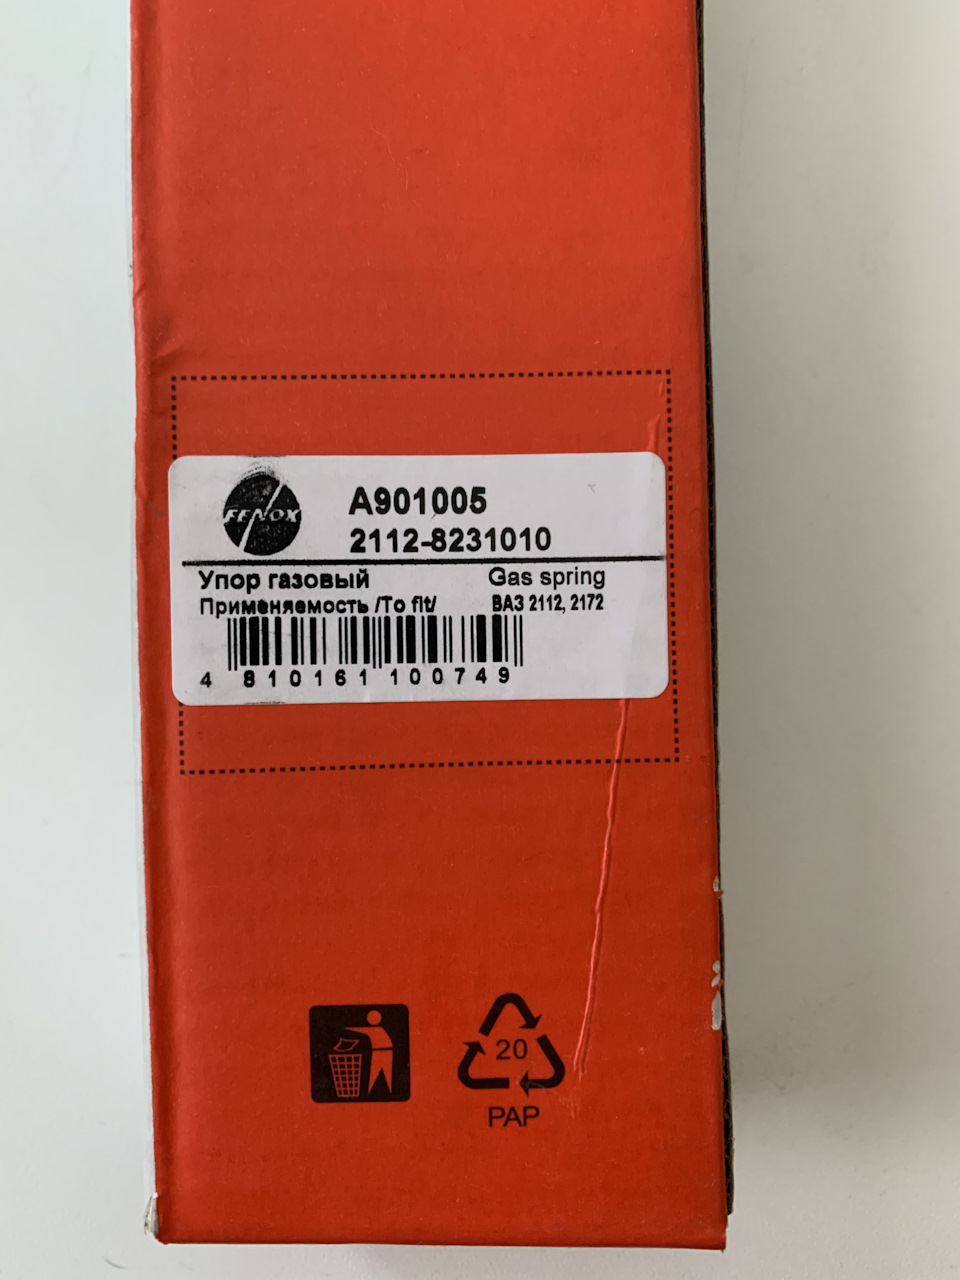 FENOX
A901005
2112-8231010
Упор газовый Gas spring
Применяемость /To fit/ ВАЗ 2112, 2172
4 810161 100749
20
PAP